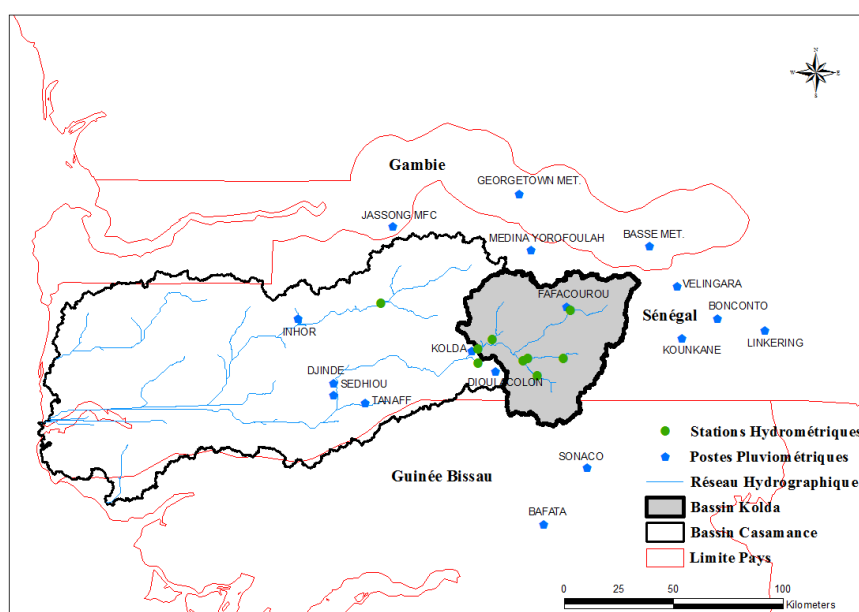 N
W
E
S
Gambie
GEORGETOWN MET.
JASSONG MFC
MEDINA YOROFOULAH
BASSE MET.
VELINGARA
FAFACOUROU
Sénégal
BONCONTO
INHOR
LINKERING
KOLDA
KOUNKANE
DJINDE
DIOULACOLON
SEDHIOU
TANAFF
Stations Hydrométriques
Postes Pluviométriques
SONACO
Guinée Bissau
Réseau Hydrographique
Bassin Kolda
BAFATA
Bassin Casamance
Limite Pays
0 25 50 100
Kilometers